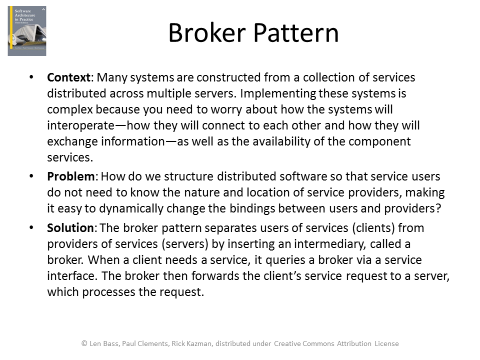 Software
Architecture
in Practice
Broker Pattern
• Context: Many systems are constructed from a collection of services
distributed across multiple servers. Implementing these systems is
complex because you need to worry about how the systems will
interoperate—how they will connect to each other and how they will
exchange information—as well as the availability of the component
services.
• Problem: How do we structure distributed software so that service users
do not need to know the nature and location of service providers, making
it easy to dynamically change the bindings between users and providers?
• Solution: The broker pattern separates users of services (clients) from
providers of services (servers) by inserting an intermediary, called a
broker. When a client needs a service, it queries a broker via a service
interface. The broker then forwards the client's service request to a server,
which processes the request.
© Len Bass, Paul Clements, Rick Kazman, distributed under Creative Commons Attribution License